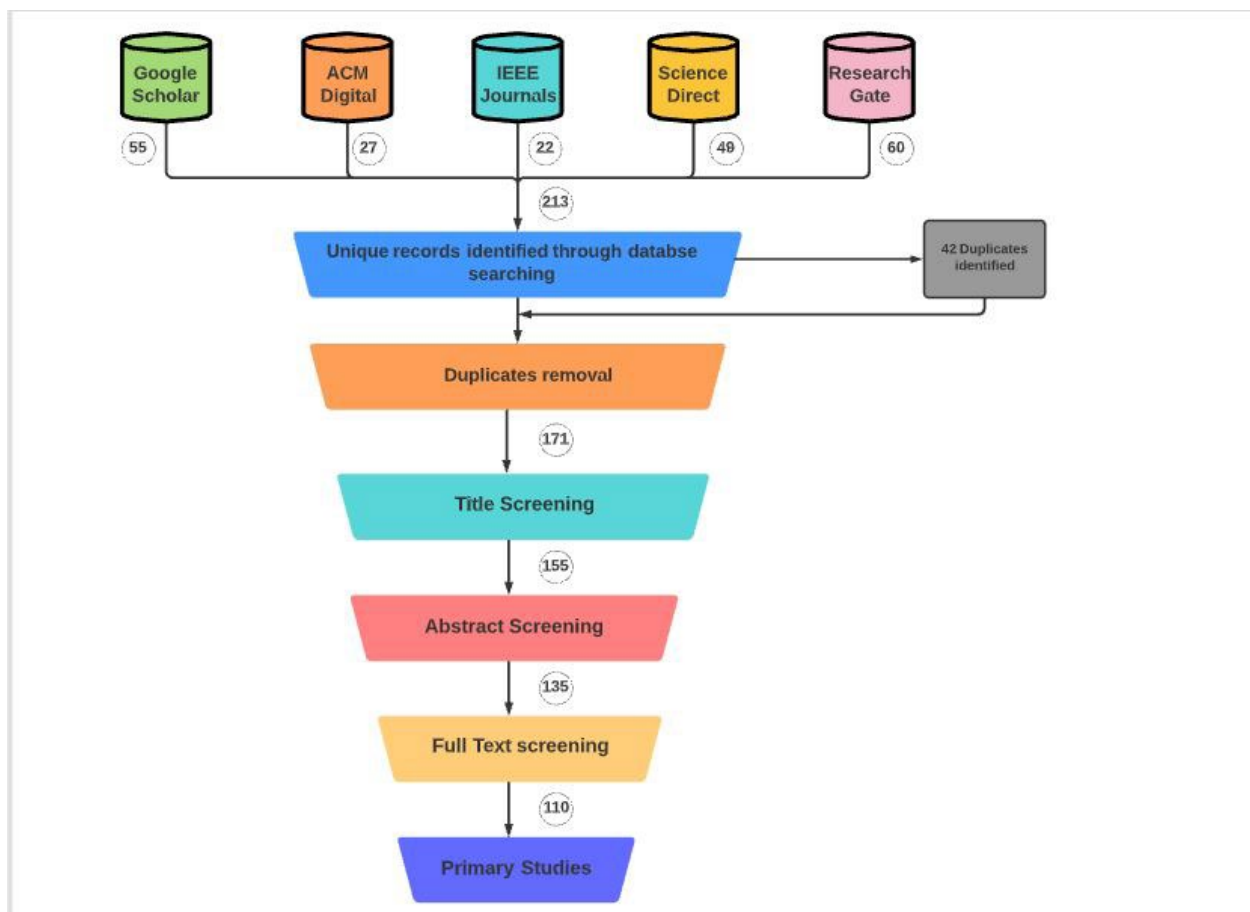 Google
Scholar
ACM
Digital
IEEE
Journals
Science
Direct
Research
Gate
55
27
22
49
60
213
Unique records identified through databse
searching
42 Duplicates
identified
Duplicates removal
171
Title Screening
155
Abstract Screening
135
Full Text screening
110
Primary Studies